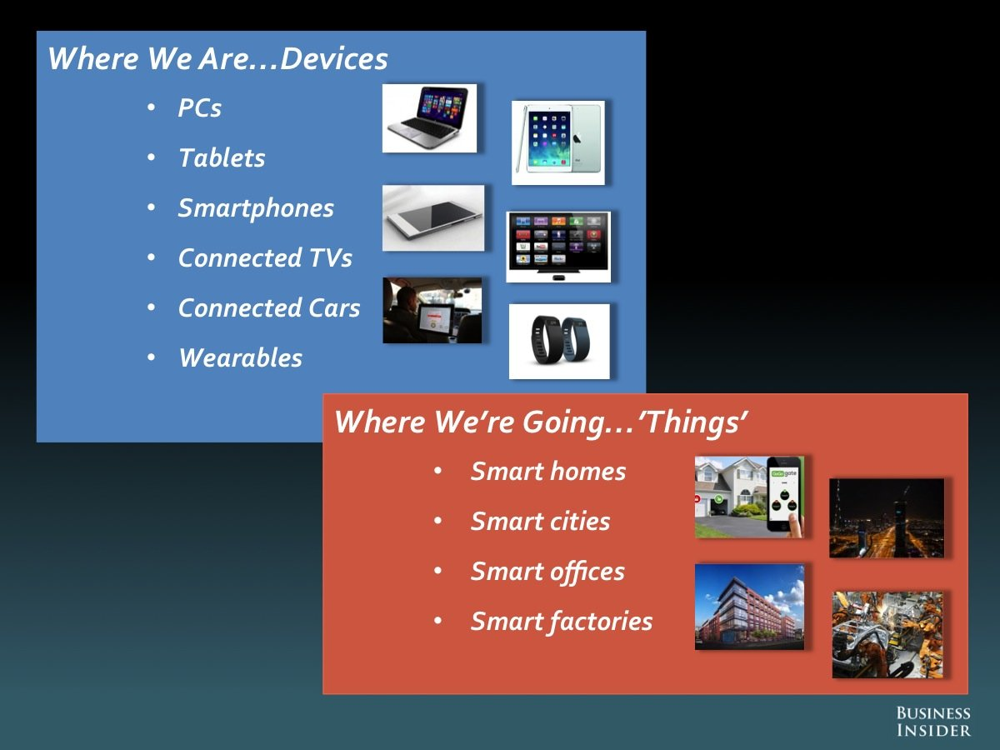 Where We Are...Devices
• PCs
• Tablets
• Smartphones
• Connected TVs
• Connected Cars
• Wearables
Where We’re Going...’Things’
• Smart homes
• Smart cities
• Smart offices
• Smart factories
GoGogate
BUSINESS
INSIDER